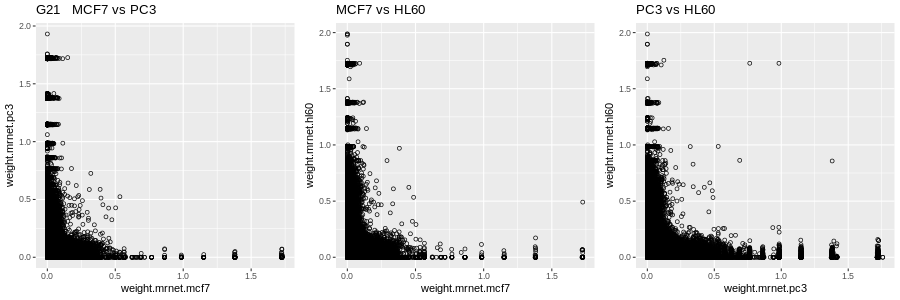 G21 MCF7 vs PC3
weight.mrnet.pc3
2.0
1.5
1.0
0.5
0.0
0.0 0.5 1.0 1.5
weight.mrnet.mcf7
MCF7 vs HL60
weight.mrnet.hl60
2.0
1.5
1.0
0.5
0.0
0.0 0.5 1.0 1.5
weight.mrnet.mcf7
PC3 vs HL60
weight.mrnet.hl60
2.0
1.5
1.0
0.5
0.0
0.0 0.5 1.0 1.5
weight.mrnet.pc3